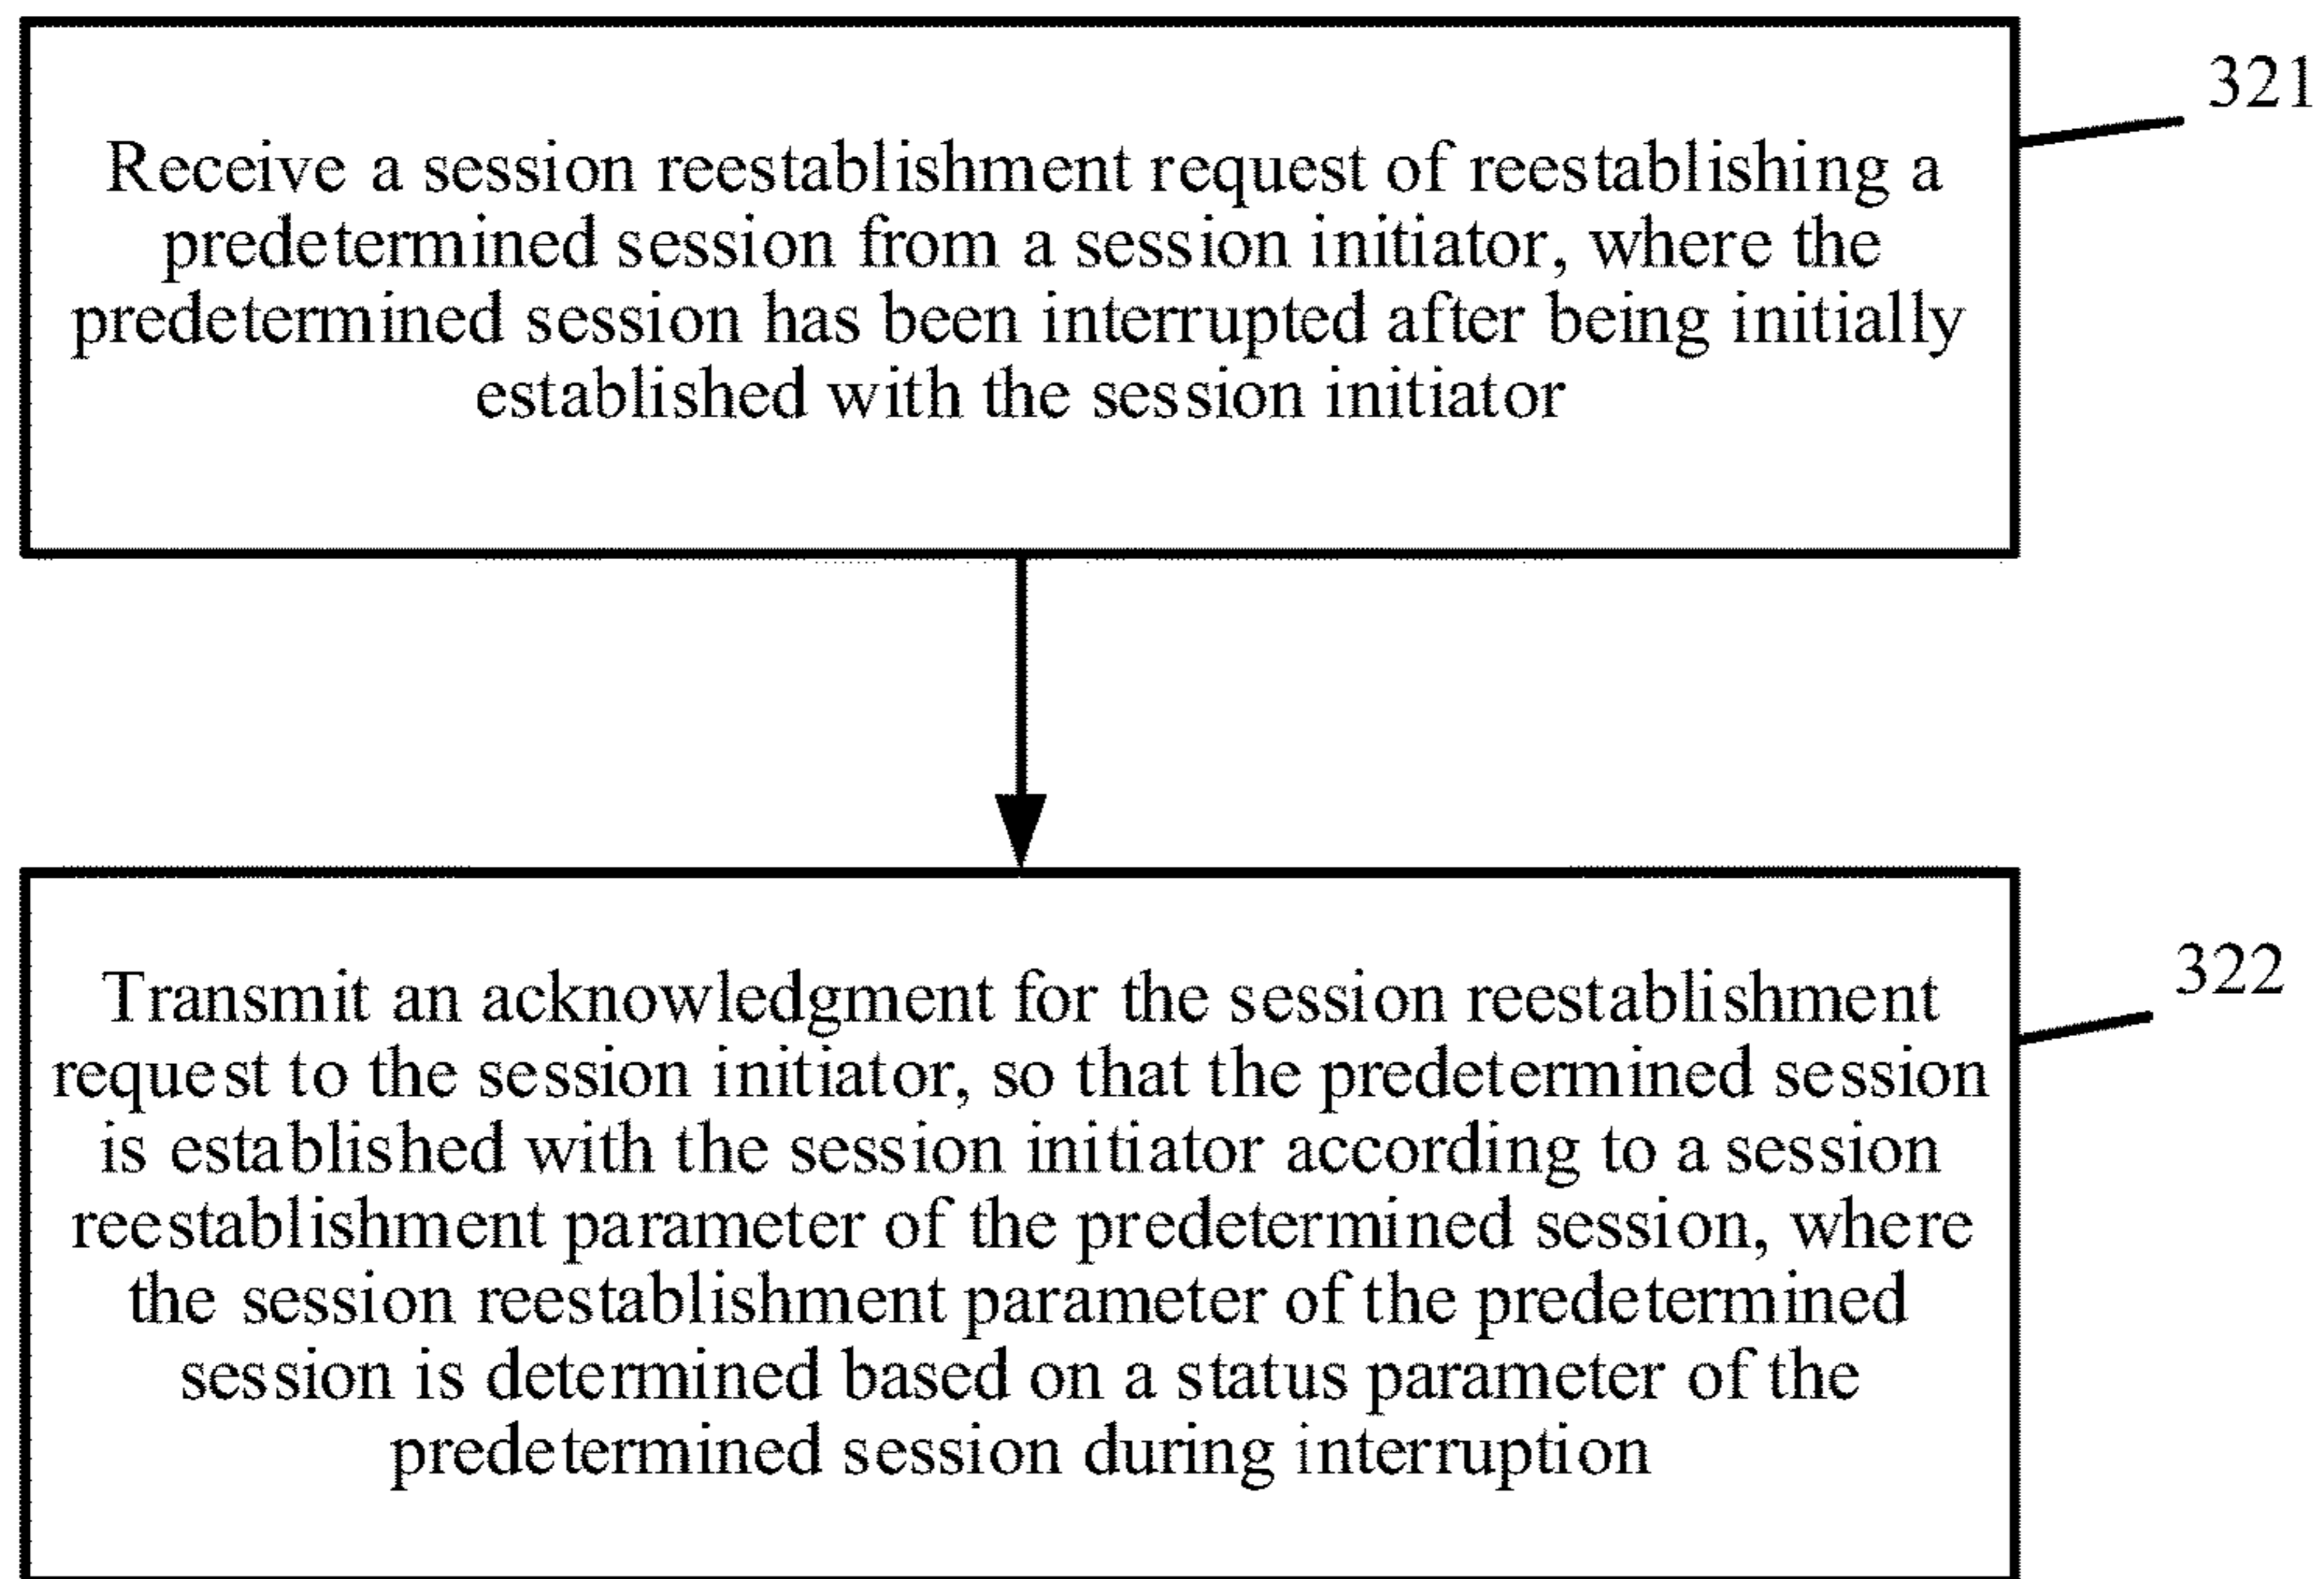 321
Receive a session reestablishment request of reestablishing a
predetermined session from a session initiator, where the
predetermined session has been interrupted after being initially
established with the session initiator
322
Transmit an acknowledgment for the session reestablishment
request to the session initiator, so that the predetermined session
is established with the session initiator according to a session
reestablishment parameter of the predetermined session, where
the session reestablishment parameter of the predetermined
session is determined based on a status parameter of the
predetermined session during interruption